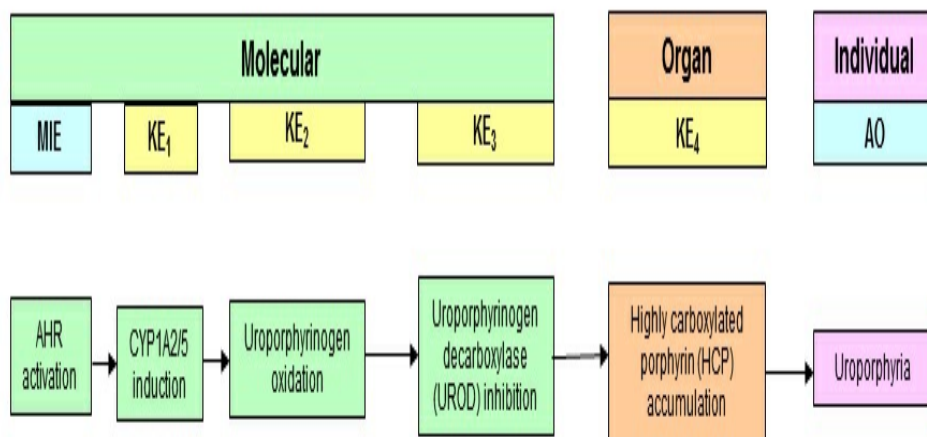 Molecular
Organ
Individual
MIE
KE₁
KE₂
KE₃
KE₄
AO
AHR
activation
CYP1A2/5
induction
Uroporphyrinogen
oxidation
Uroporphyrinogen
decarboxylase
(UROD) inhibition
Highly carboxylated
porphyrin (HCP)
accumulation
Uroporphyria